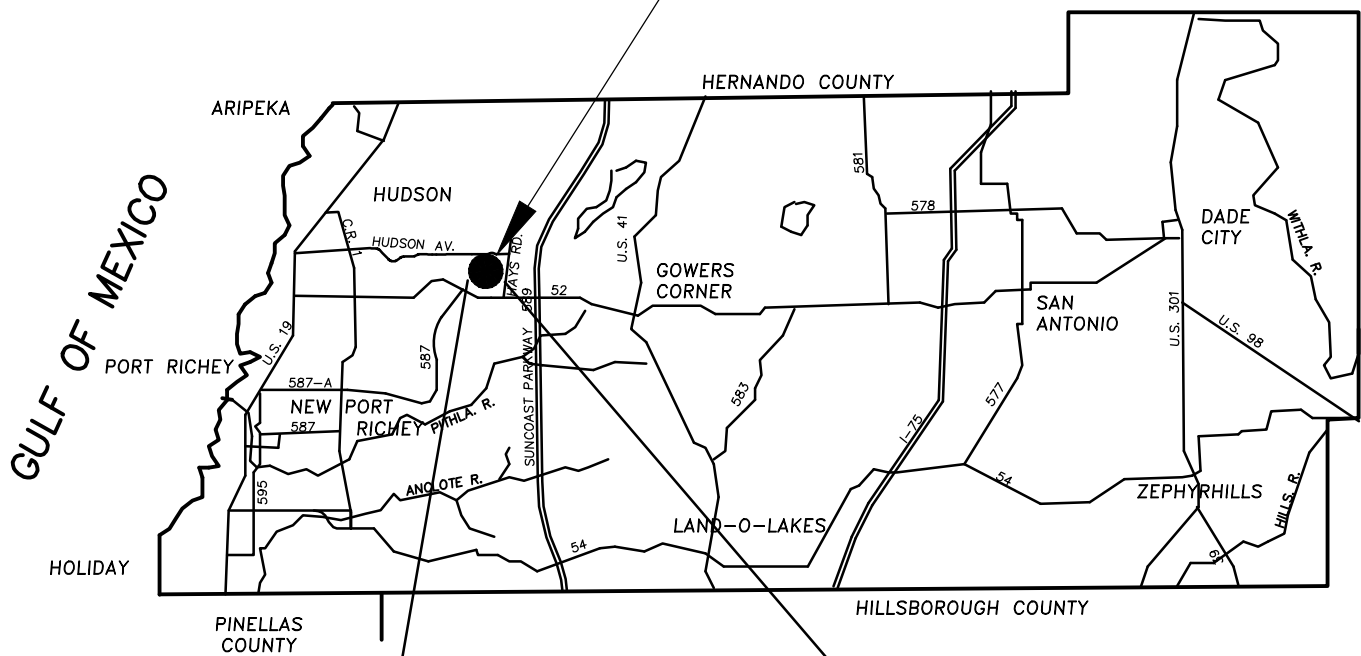 HERNANDO COUNTY
ARIPEKA
581
GULF OF MEXICO
HUDSON
578
C.R. 1
HUDSON AV.
HAYS RD.
U.S. 41
DADE
CITY
WITHLA. R.
GOWERS
CORNER
52
SAN
ANTONIO
U.S. 301
U.S. 98
U.S. 19
PORT RICHEY
587
SUNCOAST PARKWAY 589
587-A
NEW PORT
RICHEY
587
PITHLA. R.
583
577
I-75
595
ANCLOTE R.
54
ZEPHYRHILLS
HILLS. R.
LAND-O-LAKES
54
HOLIDAY
HILLSBOROUGH COUNTY
PINELLAS
COUNTY